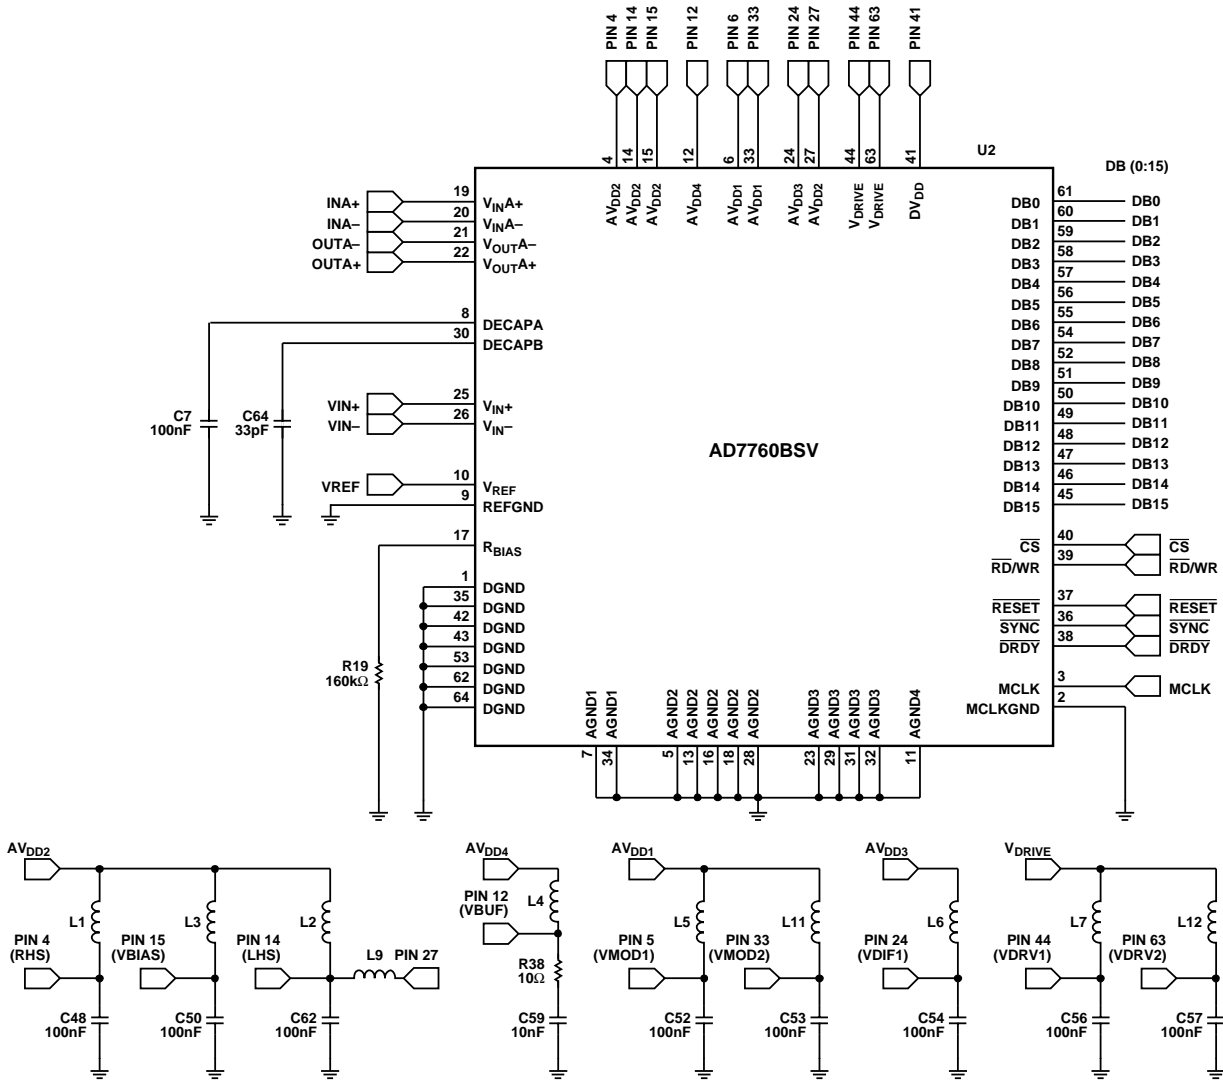 PIN 4
PIN 14
PIN 15
PIN 12
PIN 6
PIN 33
PIN 24
PIN 27
PIN 44
PIN 63
PIN 41
4
14
15
12
6
33
24
27
44
63
41
U2
DB (0:15)
AVDD2
AVDD2
AVDD2
AVDD4
AVDD1
AVDD1
AVDD3
AVDD2
VDRIVE
VDRIVE
DVDD
INA+ 19 VINA+
INA– 20 VINA–
OUTA– 21 VOUTA–
OUTA+ 22 VOUTA+
8 DECAPA
30 DECAPB
C7
100nF
C64
33pF
VIN+ 25 VIN+
VIN– 26 VIN–
VREF 10 VREF
9 REFGND
17 RBIAS
1 DGND
35 DGND
42 DGND
43 DGND
53 DGND
62 DGND
64 DGND
R19
160kΩ
AD7760BSV
DB0 61 DB0
DB1 60 DB1
DB2 59 DB2
DB3 58 DB3
DB4 57 DB4
DB5 56 DB5
DB6 55 DB6
DB7 54 DB7
DB8 52 DB8
DB9 51 DB9
DB10 50 DB10
DB11 49 DB11
DB12 48 DB12
DB13 47 DB13
DB14 46 DB14
DB15 45 DB15
CS 40 CS
RD/WR 39 RD/WR
RESET 37 RESET
SYNC 36 SYNC
DRDY 38 DRDY
MCLK 3 MCLK
MCLKGND 2
AGND1
AGND1
AGND2
AGND2
AGND2
AGND2
AGND2
AGND3
AGND3
AGND3
AGND3
AGND4
7
34
5
13
16
18
28
23
29
31
32
11
AVDD2
L1
L3
L2
PIN 4
(RHS)
PIN 15
(VBIAS)
PIN 14
(LHS)
L9
PIN 27
C48
100nF
C50
100nF
C62
100nF
AVDD4
PIN 12
(VBUF)
L4
R38
10Ω
C59
10nF
AVDD1
L5
L11
PIN 5
(VMOD1)
PIN 33
(VMOD2)
C52
100nF
C53
100nF
AVDD3
L6
PIN 24
(VDIF1)
C54
100nF
VDRIVE
L7
L12
PIN 44
(VDRV1)
PIN 63
(VDRV2)
C56
100nF
C57
100nF